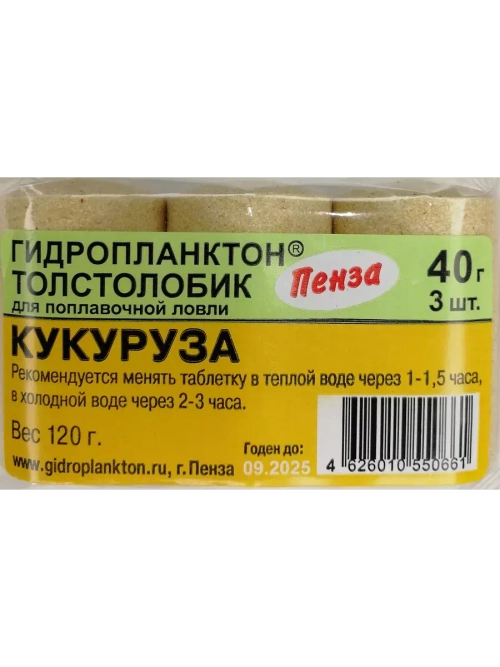 ГИДРОПЛАНКТОН®
ТОЛСТОЛОБИК
для поплавочной ловли
Пенза
40 г
3 шт.
КУКУРУЗА
Рекомендуется менять таблетку в теплой воде через 1-1,5 часа,
в холодной воде через 2-3 часа.
Вес 120 г.
www.gidroplankton.ru, г. Пенза
Годен до:
09.2025
4 626010 550661